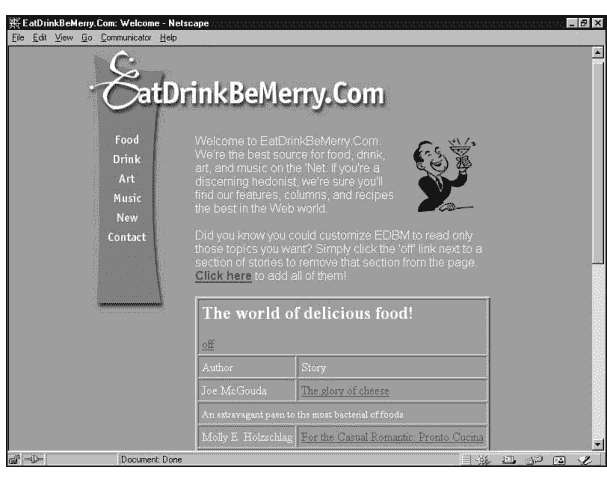 EatDrinkBeMerry.Com: Welcome - Netscape
File Edit View Go Communicator Help
EatDrinkBeMerry.Com
Food
Drink
Art
Music
New
Contact
Welcome to EatDrinkBeMerry.Com.
We're the best source for food, drink,
art, and music on the 'Net. If you're a
discerning hedonist, we're sure you'll
find our features, columns, and recipes
the best in the Web world.
Did you know you could customize EDBM to read only
those topics you want? Simply click the 'off' link next to a
section of stories to remove that section from the page.
Click here to add all of them!
The world of delicious food!
off
Author Story
Joe McGouda The glory of cheese
An extravagant paen to the most bacterial of foods
Molly E. Holzschlag For the Casual Romantic: Pronto Cucina
Document: Done